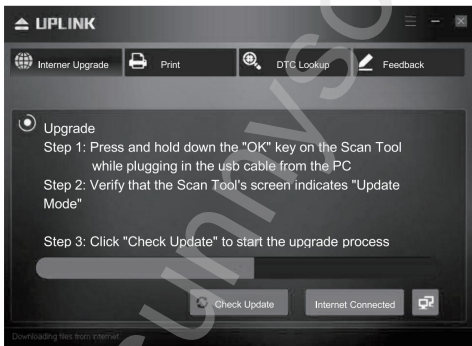 UPLINK
Interner Upgrade
Print
DTC Lookup
Feedback
Upgrade
Step 1: Press and hold down the "OK" key on the Scan Tool
while plugging in the usb cable from the PC
Step 2: Verify that the Scan Tool's screen indicates "Update
Mode"
Step 3: Click "Check Update" to start the upgrade process
Check Update
Internet Connected
Downloading files from internet
sunnyso